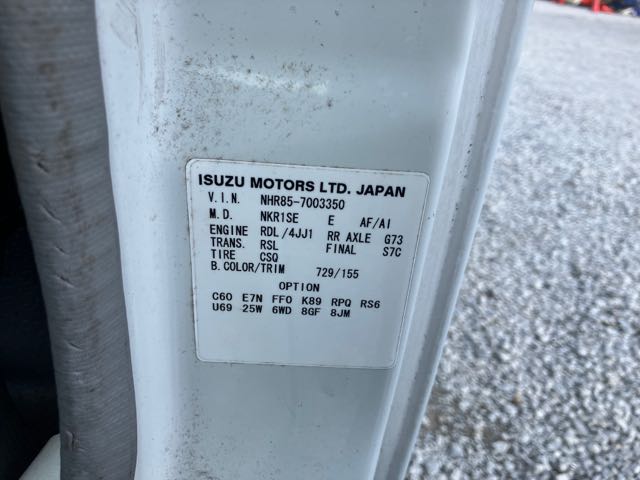 ISUZU MOTORS LTD. JAPAN
V.I.N. NHR85-7003350
M.D. NKR1SE E AF/AI
ENGINE RDL/4JJ1 RR AXLE G73
TRANS. RSL FINAL S7C
TIRE CSQ
B.COLOR/TRIM 729/155
OPTION
C60 E7N FF0 K89 RPQ RS6
U69 25W 6WD 8GF 8JM